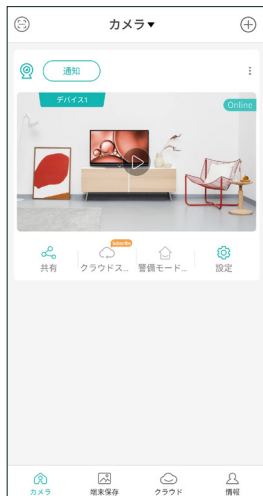 カメラ▼
通知
デバイス1
Online
Subscribe
共有
クラウドス...
警備モード...
設定
カメラ
端末保存
クラウド
情報